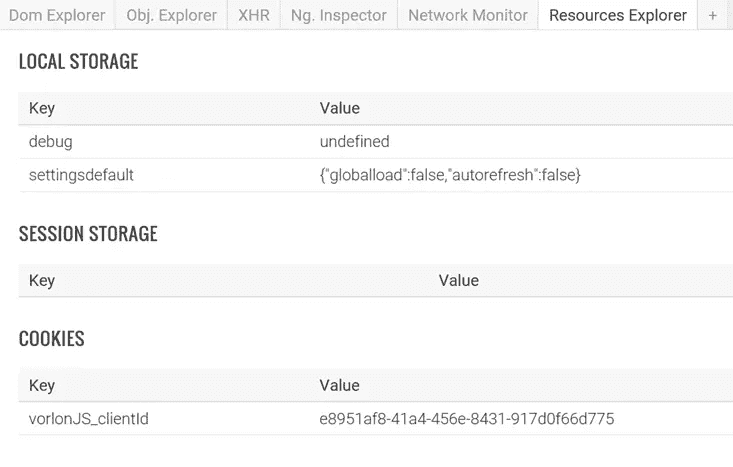 Dom Explorer Obj. Explorer XHR Ng. Inspector Network Monitor Resources Explorer +
LOCAL STORAGE
Key Value
debug undefined
settingsdefault {"globalload":false,"autorefresh":false}
SESSION STORAGE
Key Value
COOKIES
Key Value
vorlonJS_clientId e8951af8-41a4-456e-8431-917d0f66d775